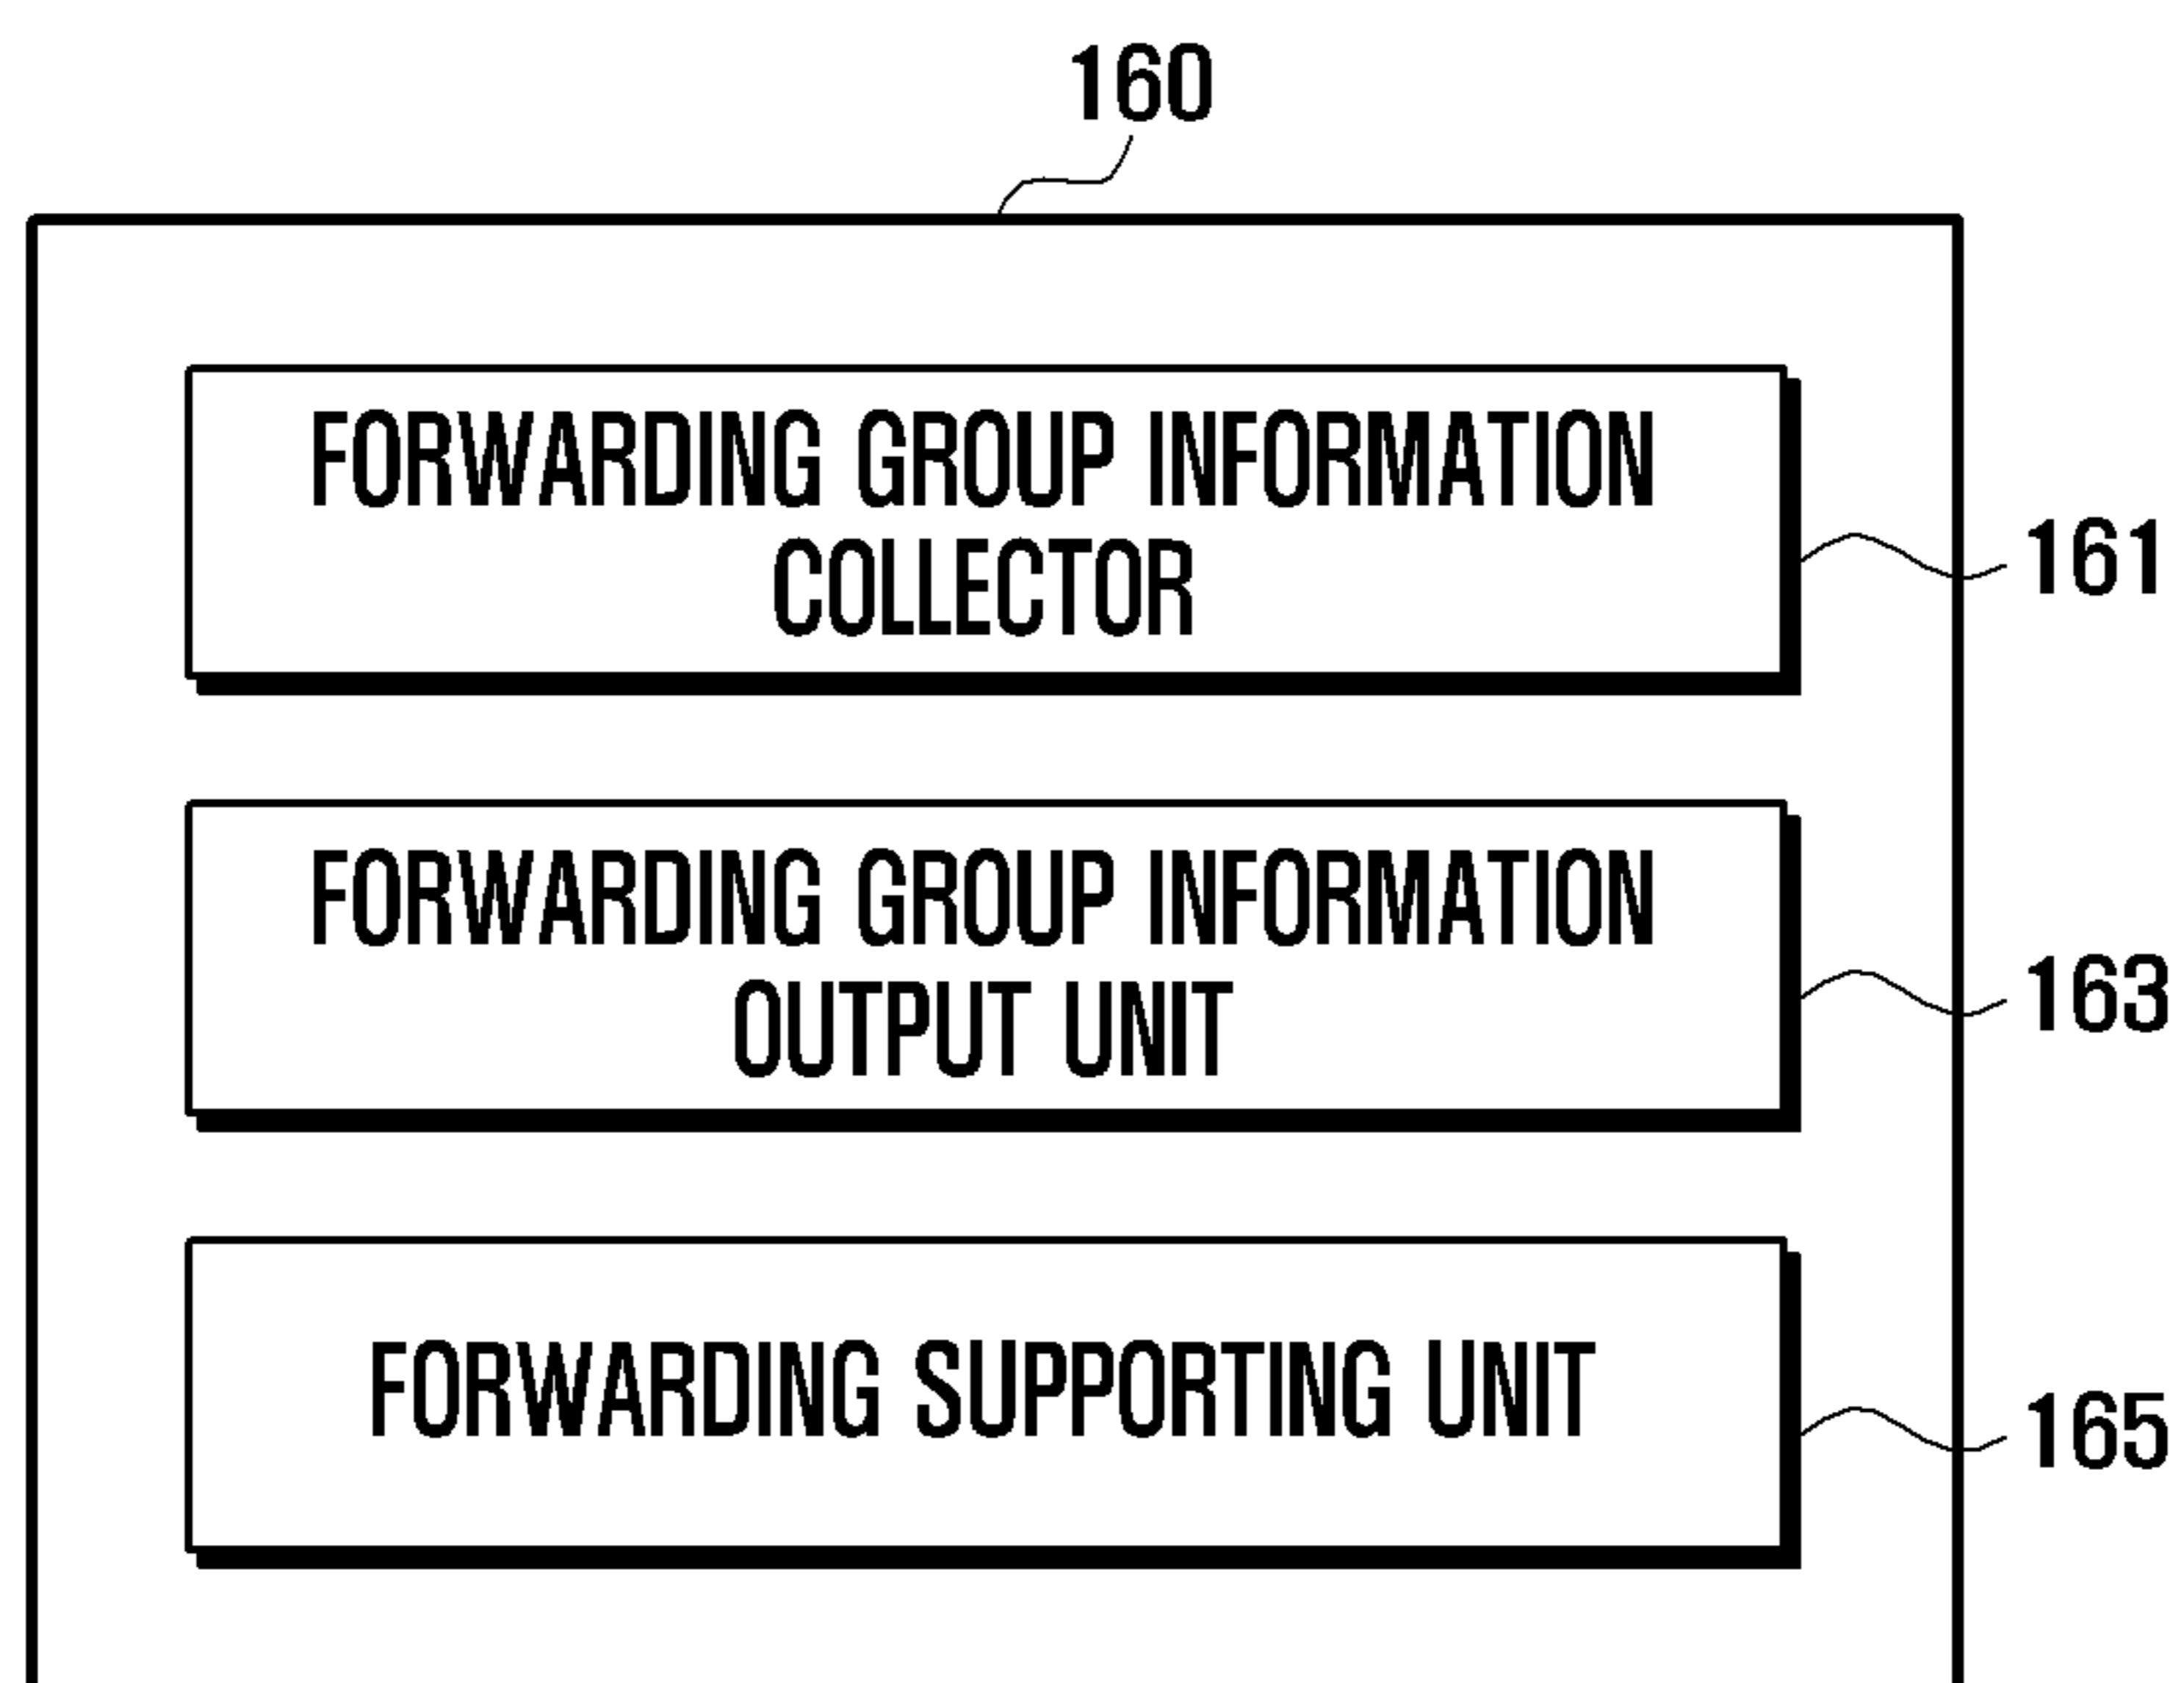 160
FORWARDING GROUP INFORMATION
COLLECTOR
161
FORWARDING GROUP INFORMATION
OUTPUT UNIT
163
FORWARDING SUPPORTING UNIT
165